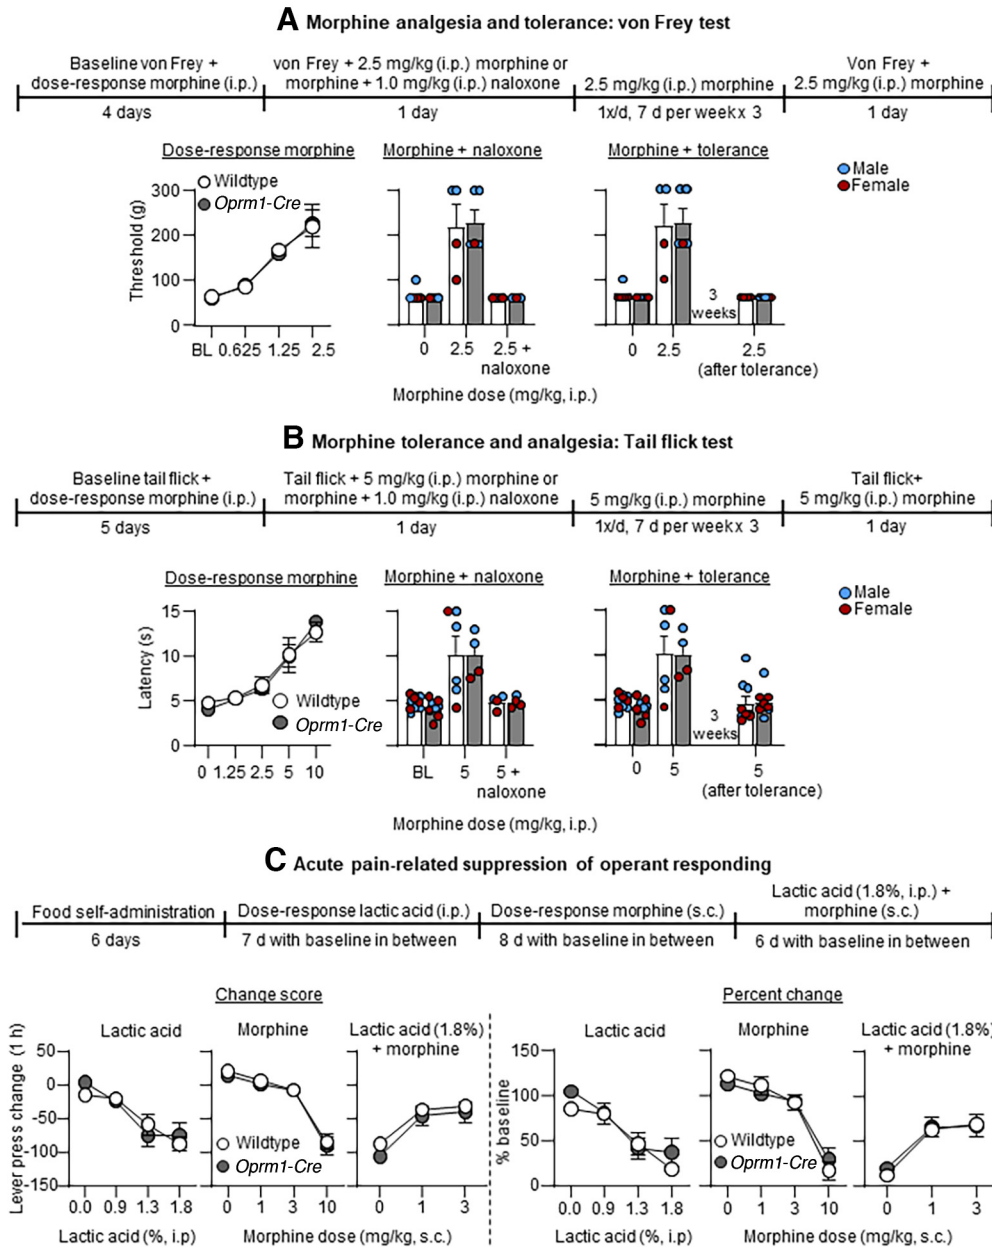 A Morphine analgesia and tolerance: von Frey test
Baseline von Frey +
dose-response morphine (i.p.)
4 days
von Frey + 2.5 mg/kg (i.p.) morphine or
morphine + 1.0 mg/kg (i.p.) naloxone
1 day
2.5 mg/kg (i.p.) morphine
1x/d, 7 d per week x 3
Von Frey +
2.5 mg/kg (i.p.) morphine
1 day
Dose-response morphine
Wildtype
Oprm1-Cre
Threshold (g)
300
200
100
0
BL 0.625 1.25 2.5
Morphine + naloxone
0 2.5 2.5 +
naloxone
Morphine + tolerance
3
weeks
0 2.5 2.5
(after tolerance)
Male
Female
Morphine dose (mg/kg, i.p.)
B Morphine tolerance and analgesia: Tail flick test
Baseline tail flick +
dose-response morphine (i.p.)
5 days
Tail flick + 5 mg/kg (i.p.) morphine or
morphine + 1.0 mg/kg (i.p.) naloxone
1 day
5 mg/kg (i.p.) morphine
1x/d, 7 d per week x 3
Tail flick+
5 mg/kg (i.p.) morphine
1 day
Dose-response morphine
Latency (s)
15
10
5
0
Wildtype
Oprm1-Cre
0 1.25 2.5 5 10
Morphine + naloxone
BL 5 5 +
naloxone
Morphine + tolerance
3
weeks
0 5 5
(after tolerance)
Male
Female
Morphine dose (mg/kg, i.p.)
C Acute pain-related suppression of operant responding
Food self-administration
6 days
Dose-response lactic acid (i.p.)
7 d with baseline in between
Dose-response morphine (s.c.)
8 d with baseline in between
Lactic acid (1.8%, i.p.) +
morphine (s.c.)
6 d with baseline in between
Change score
Lactic acid
Morphine
Lactic acid (1.8%)
+ morphine
Lever press change (1 h)
50
0
-50
-100
-150
Wildtype
Oprm1-Cre
0.0 0.9 1.3 1.8
0 1 3 10
0 1 3
Lactic acid (%, i.p)
Morphine dose (mg/kg, s.c.)
Percent change
Lactic acid
Morphine
Lactic acid (1.8%)
+ morphine
% baseline
150
100
50
0
Wildtype
Oprm1-Cre
0.0 0.9 1.3 1.8
0 1 3 10
0 1 3
Lactic acid (%, i.p)
Morphine dose (mg/kg, s.c.)